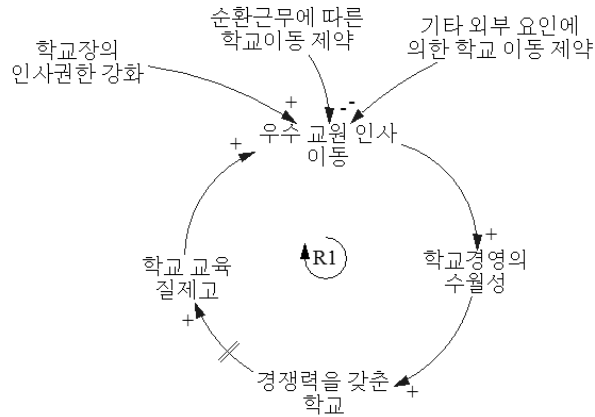 순환근무에 따른
학교이동 제약
기타 외부 요인에
의한 학교 이동 제약
학교장의
인사권한 강화
+
- -
우수 교원 인사
이동
+
+
학교경영의
수월성
R1
학교 교육
질제고
+
경쟁력을 갖춘
학교
+